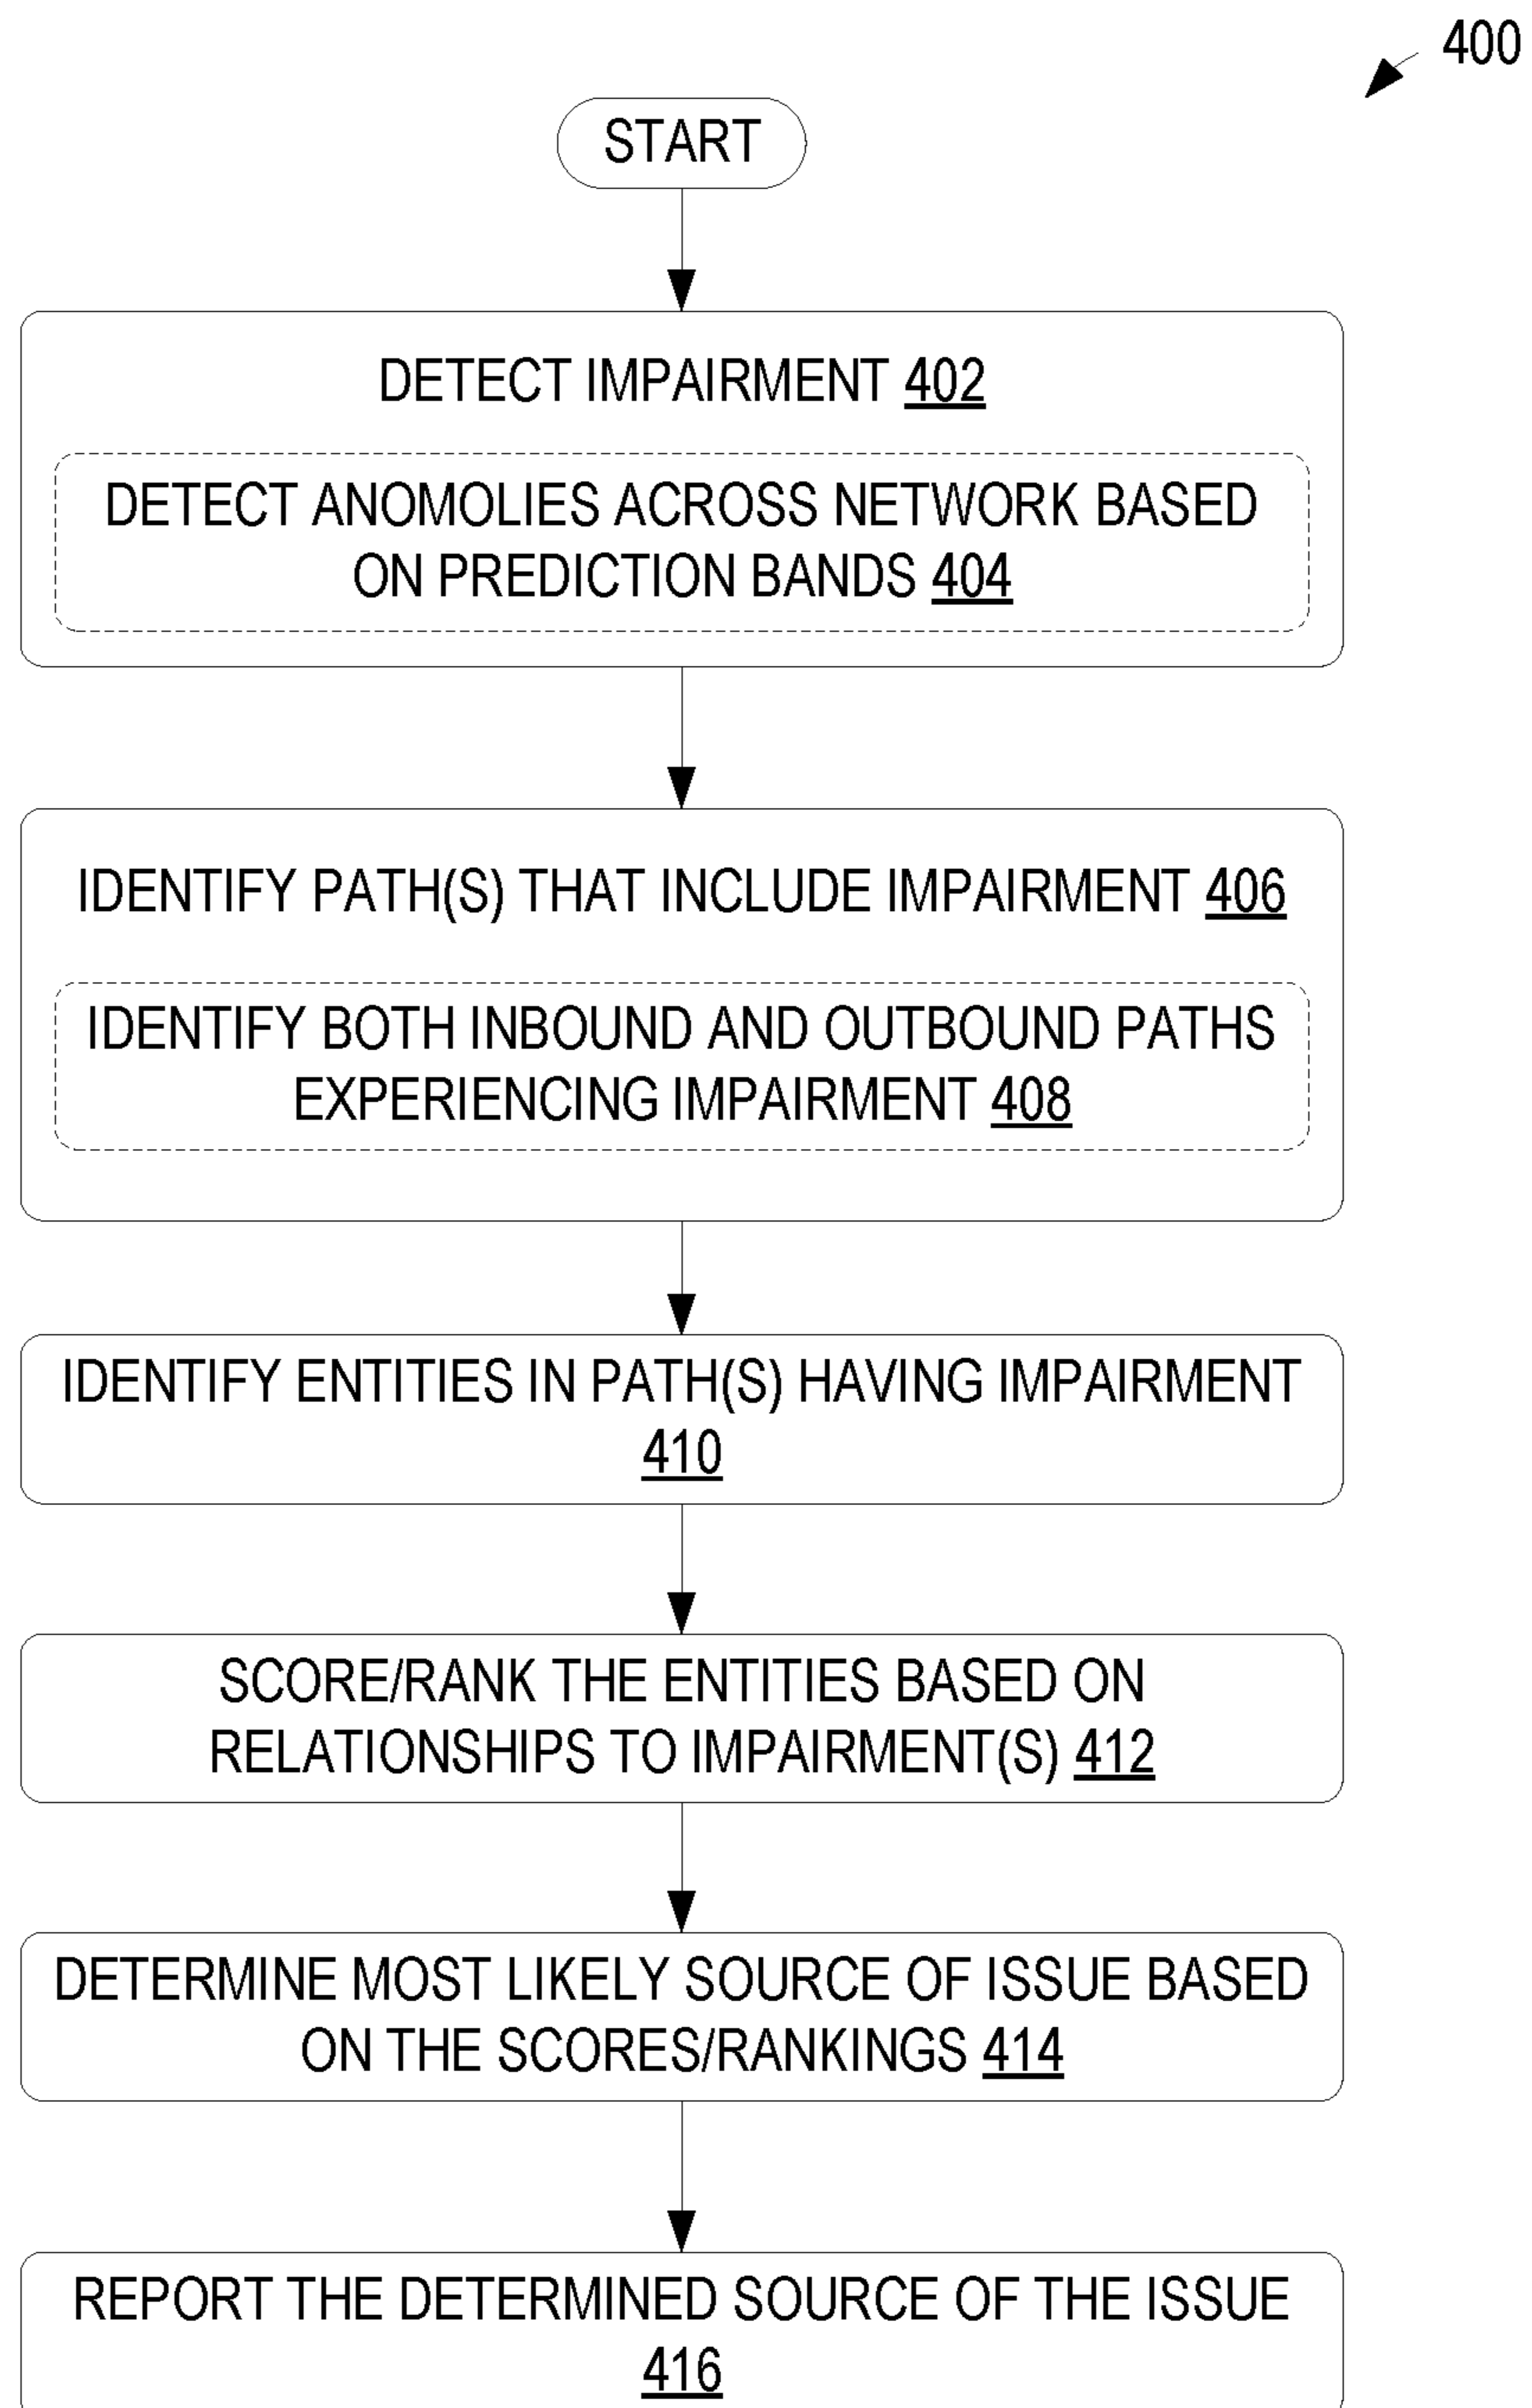 400
START
DETECT IMPAIRMENT 402
DETECT ANOMOLIES ACROSS NETWORK BASED
ON PREDICTION BANDS 404
IDENTIFY PATH(S) THAT INCLUDE IMPAIRMENT 406
IDENTIFY BOTH INBOUND AND OUTBOUND PATHS
EXPERIENCING IMPAIRMENT 408
IDENTIFY ENTITIES IN PATH(S) HAVING IMPAIRMENT
410
SCORE/RANK THE ENTITIES BASED ON
RELATIONSHIPS TO IMPAIRMENT(S) 412
DETERMINE MOST LIKELY SOURCE OF ISSUE BASED
ON THE SCORES/RANKINGS 414
REPORT THE DETERMINED SOURCE OF THE ISSUE
416